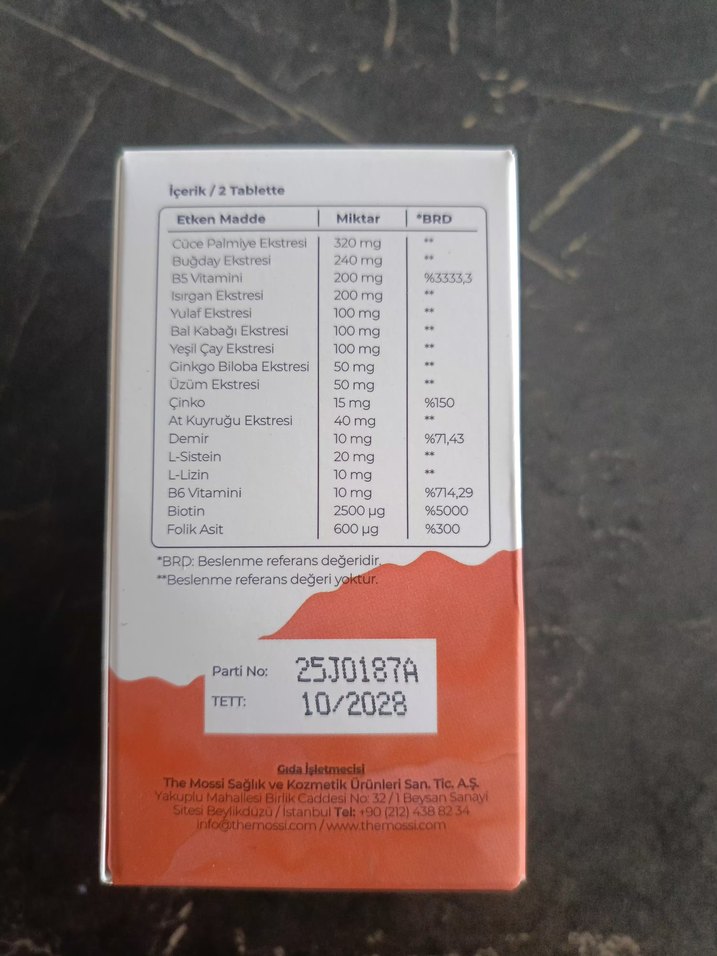 İçerik / 2 Tablette
Etken Madde Miktar *BRD
Cüce Palmiye Ekstresi 320 mg **
Buğday Ekstresi 240 mg **
B5 Vitamini 200 mg %3333,3
Isırgan Ekstresi 200 mg **
Yulaf Ekstresi 100 mg **
Bal Kabağı Ekstresi 100 mg **
Yeşil Çay Ekstresi 100 mg **
Ginkgo Biloba Ekstresi 50 mg **
Üzüm Ekstresi 50 mg **
Çinko 15 mg %150
At Kuyruğu Ekstresi 40 mg **
Demir 10 mg %71,43
L-Sistein 20 mg **
L-Lizin 10 mg **
B6 Vitamini 10 mg %714,29
Biotin 2500 µg %5000
Folik Asit 600 µg %300
*BRD: Beslenme referans değeridir.
**Beslenme referans değeri yoktur.
Parti No: 25J0187A
TETT: 10/2028
Gıda İşletmecisi
The Mossi Sağlık ve Kozmetik Ürünleri San. Tic. A.Ş.
Yakuplu Mahallesi Birlik Caddesi No: 32 / 1 Beysan Sanayi
Sitesi Beylikdüzü / İstanbul Tel: +90 (212) 438 82 34
info@themossi.com / www.themossi.com